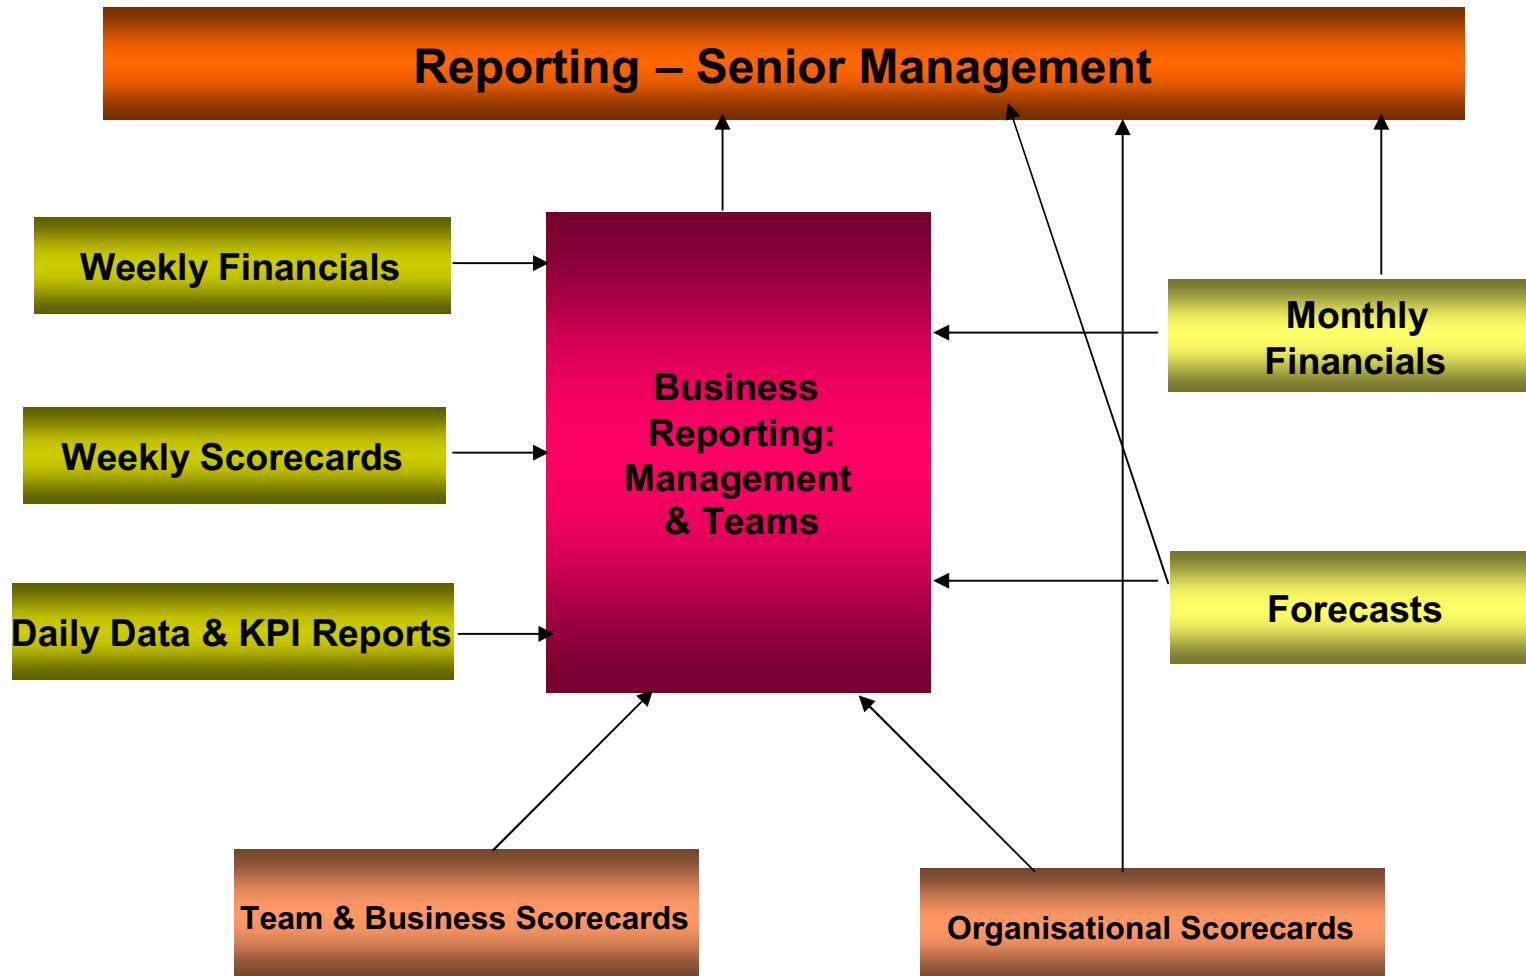 Reporting – Senior Management
Weekly Financials
Weekly Scorecards
Daily Data & KPI Reports
Business
Reporting:
Management
& Teams
Monthly
Financials
Forecasts
Team & Business Scorecards
Organisational Scorecards